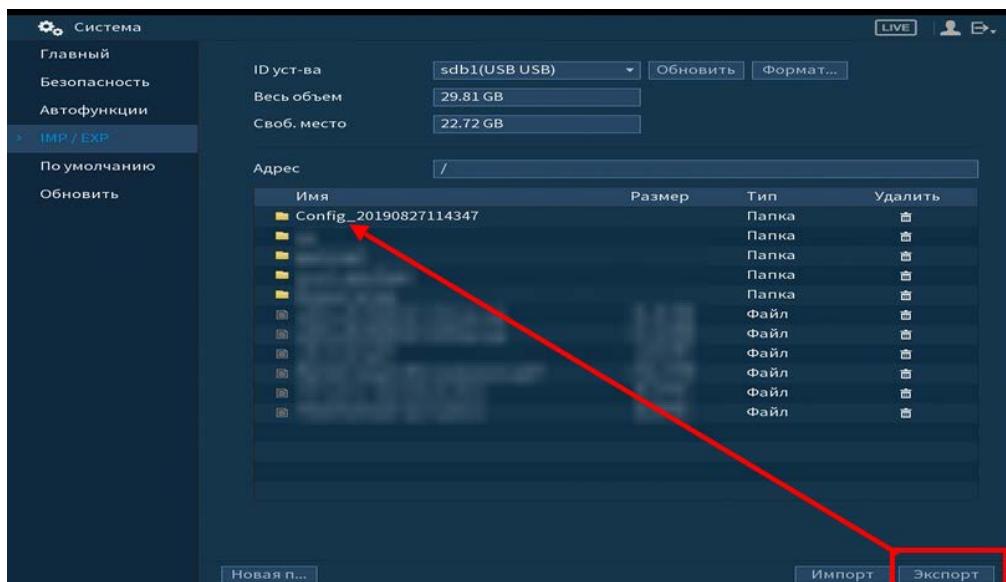 Система LIVE
Главный
Безопасность
Автофункции
IMP / EXP
По умолчанию
Обновить
ID уст-ва sdb1(USB USB) Обновить Формат...
Весь объем 29.81 GB
Своб. место 22.72 GB
Адрес /
Имя Размер Тип Удалить
Config_20190827114347 Папка
Папка
Папка
Папка
Папка
Файл
Файл
Файл
Файл
Файл
Файл
Новая п... Импорт Экспорт